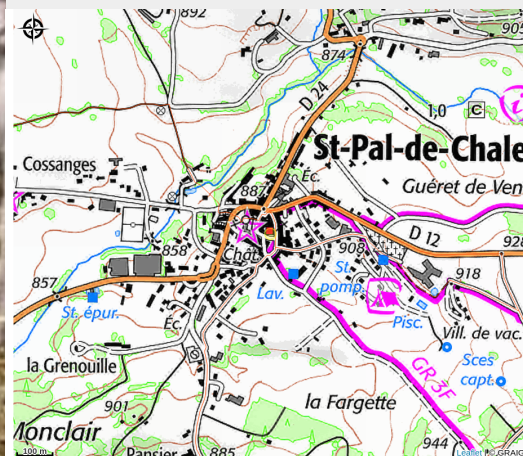 892
905
874
D 24
1,0
C
St-Pal-de-Chale
Cossanges
Éc.
887
Guéret de Ven
D 12
Chât.
908
928
858
St.
pomp.
918
857
Lav.
St. épur.
Pisc.
Éc.
Vill. de vac.
la Grenouille
GR 3F
Sces
capt.
901
la Fargette
Monclair
944
100 m
Pansier
885
Leaflet | © GRAIG